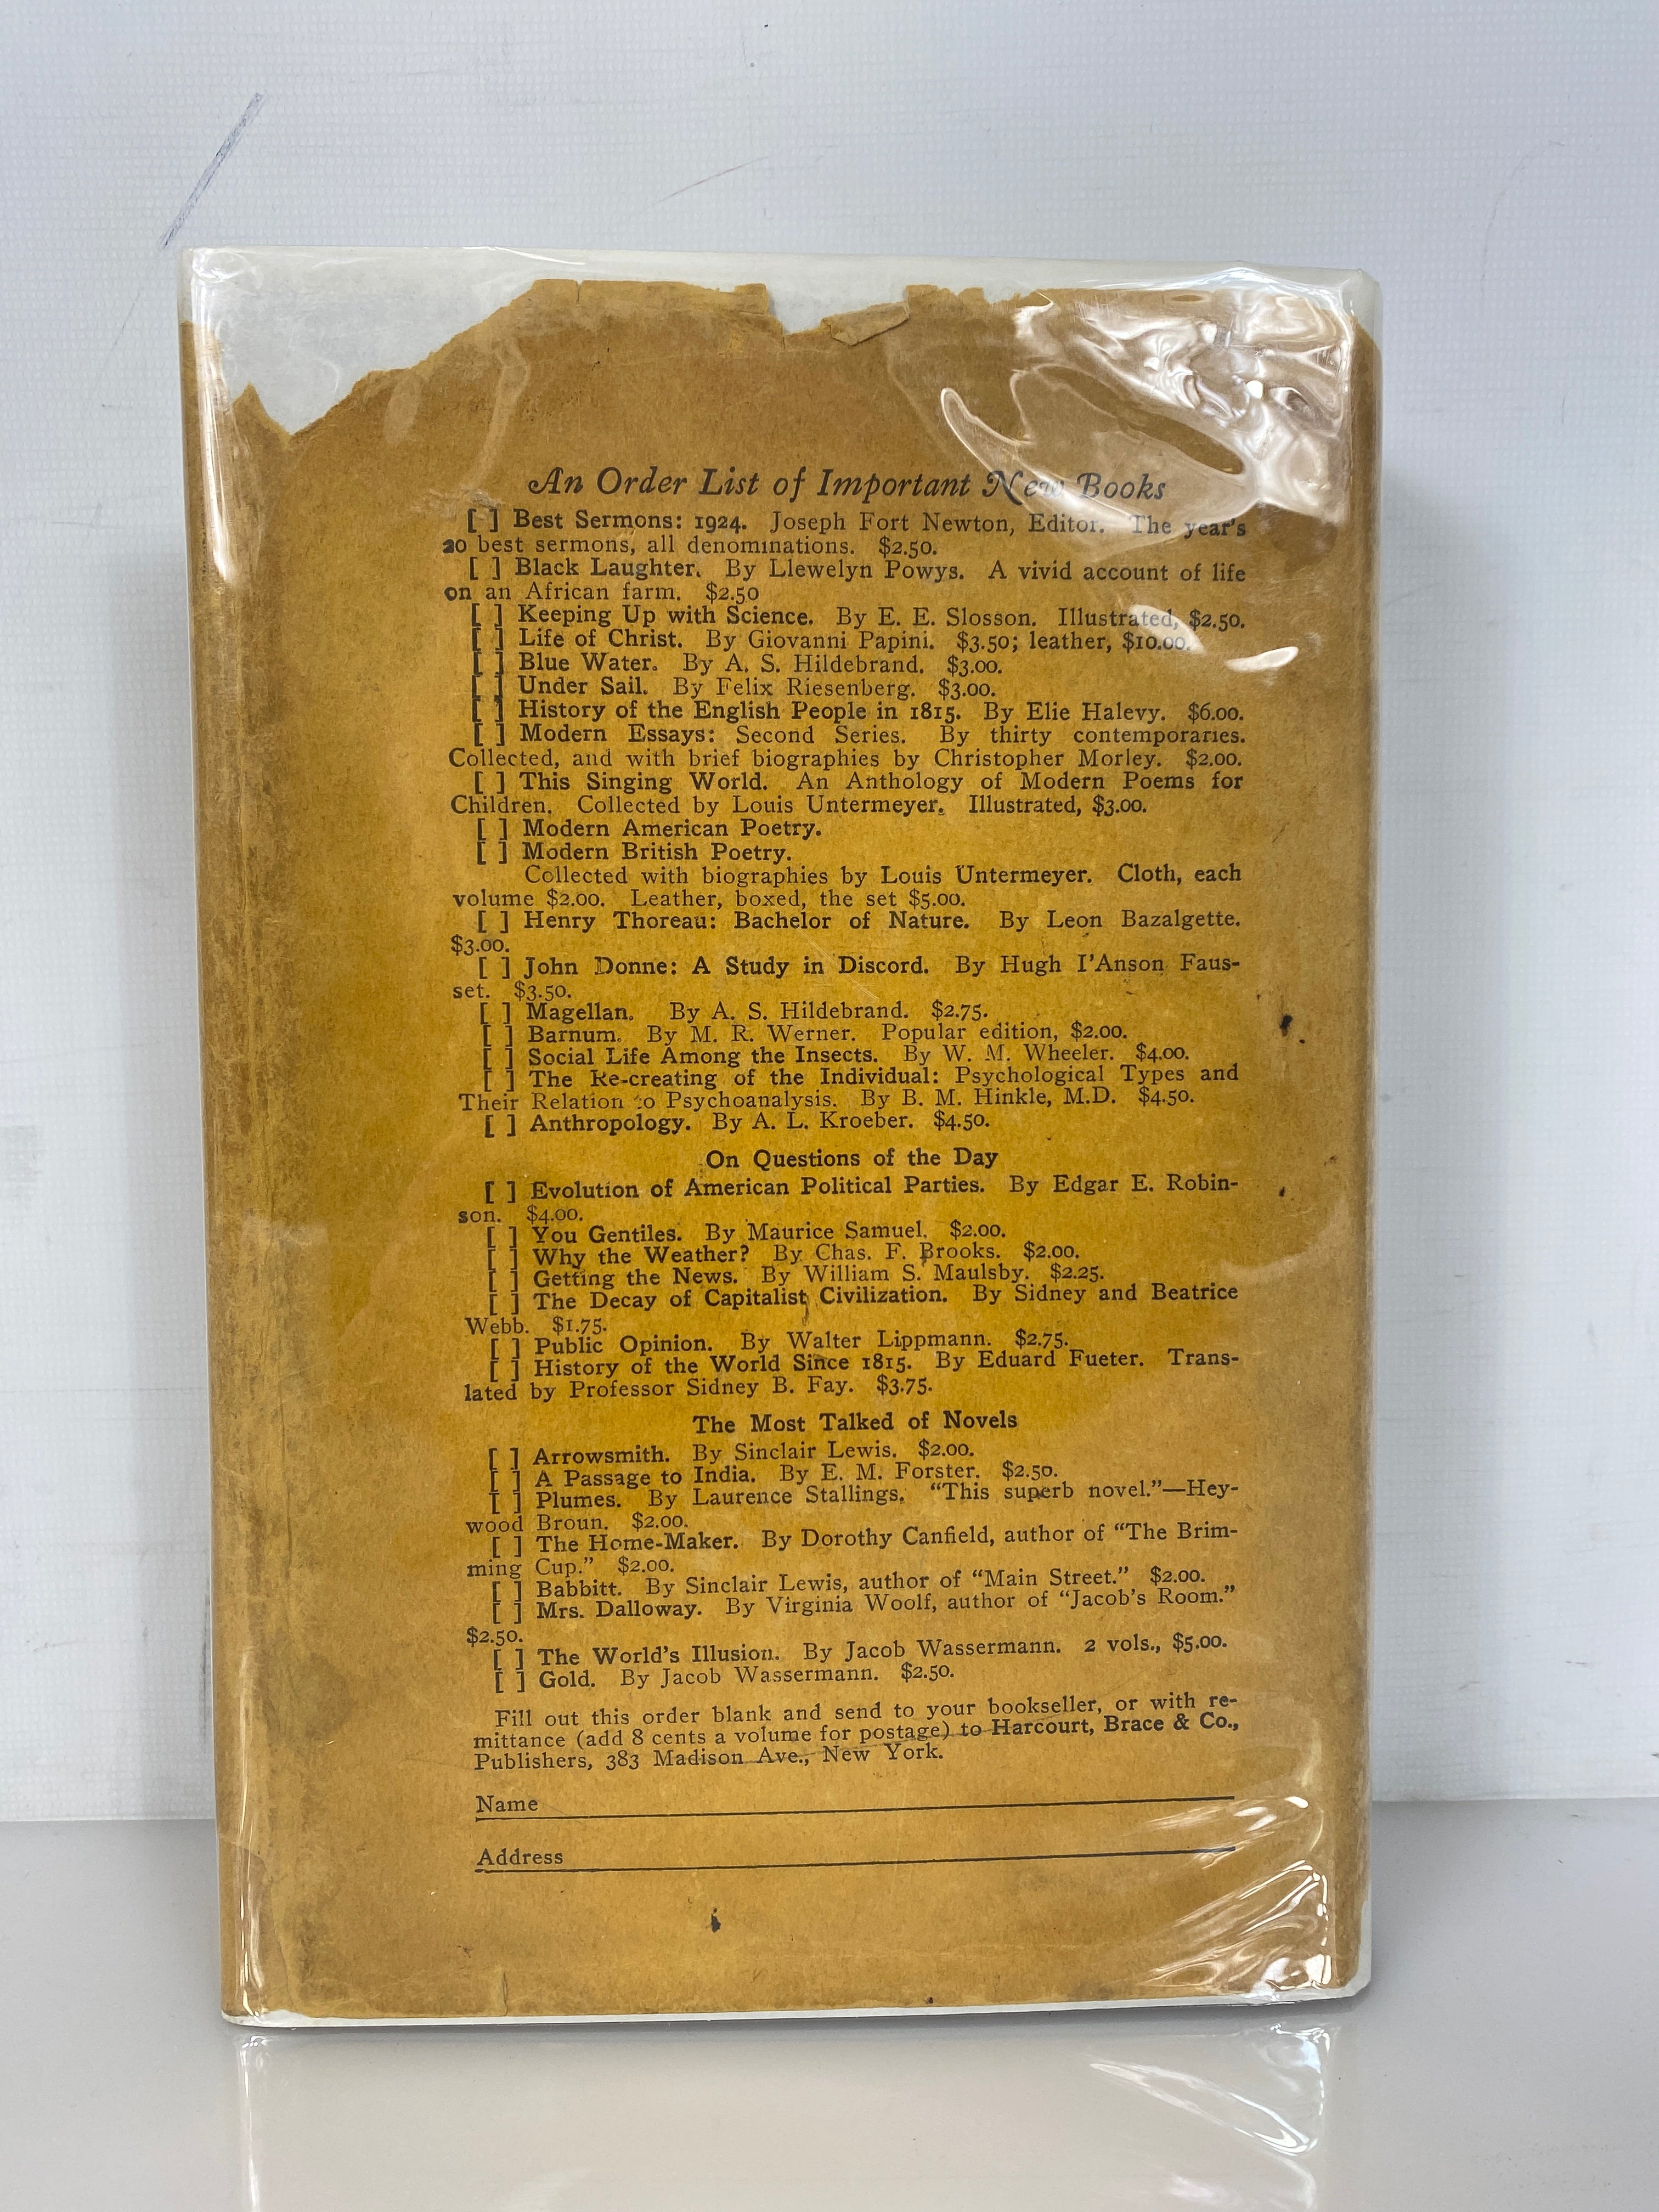 An Order List of Important New Books
[ ] Best Sermons: 1924. Joseph Fort Newton, Editor. The year's
20 best sermons, all denominations. $2.50.
[ ] Black Laughter. By Llewelyn Powys. A vivid account of life
on an African farm. $2.50
[ ] Keeping Up with Science. By E. E. Slosson. Illustrated, $2.50.
[ ] Life of Christ. By Giovanni Papini. $3.50; leather, $10.00.
[ ] Blue Water. By A. S. Hildebrand. $3.00.
[ ] Under Sail. By Felix Riesenberg. $3.00.
[ ] History of the English People in 1815. By Elie Halevy. $6.00.
[ ] Modern Essays: Second Series. By thirty contemporaries.
Collected, and with brief biographies by Christopher Morley. $2.00.
[ ] This Singing World. An Anthology of Modern Poems for
Children. Collected by Louis Untermeyer. Illustrated, $3.00.
[ ] Modern American Poetry.
[ ] Modern British Poetry.
Collected with biographies by Louis Untermeyer. Cloth, each
volume $2.00. Leather, boxed, the set $5.00.
[ ] Henry Thoreau: Bachelor of Nature. By Leon Bazalgette.
$3.00.
[ ] John Donne: A Study in Discord. By Hugh I'Anson Faus-
set. $3.50.
[ ] Magellan. By A. S. Hildebrand. $2.75.
[ ] Barnum. By M. R. Werner. Popular edition, $2.00.
[ ] Social Life Among the Insects. By W. M. Wheeler. $4.00.
[ ] The Re-creating of the Individual: Psychological Types and
Their Relation to Psychoanalysis. By B. M. Hinkle, M.D. $4.50.
[ ] Anthropology. By A. L. Kroeber. $4.50.
On Questions of the Day
[ ] Evolution of American Political Parties. By Edgar E. Robin-
son. $4.00.
[ ] You Gentiles. By Maurice Samuel. $2.00.
[ ] Why the Weather? By Chas. F. Brooks. $2.00.
[ ] Getting the News. By William S. Maulsby. $2.25.
[ ] The Decay of Capitalist Civilization. By Sidney and Beatrice
Webb. $1.75.
[ ] Public Opinion. By Walter Lippmann. $2.75.
[ ] History of the World Since 1815. By Eduard Fueter. Trans-
lated by Professor Sidney B. Fay. $3.75.
The Most Talked of Novels
[ ] Arrowsmith. By Sinclair Lewis. $2.00.
[ ] A Passage to India. By E. M. Forster. $2.50.
[ ] Plumes. By Laurence Stallings. "This superb novel."—Hey-
wood Broun. $2.00.
[ ] The Home-Maker. By Dorothy Canfield, author of "The Brim-
ming Cup." $2.00.
[ ] Babbitt. By Sinclair Lewis, author of "Main Street." $2.00.
[ ] Mrs. Dalloway. By Virginia Woolf, author of "Jacob's Room."
$2.50.
[ ] The World's Illusion. By Jacob Wassermann. 2 vols., $5.00.
[ ] Gold. By Jacob Wassermann. $2.50.
Fill out this order blank and send to your bookseller, or with re-
mittance (add 8 cents a volume for postage) to Harcourt, Brace & Co.,
Publishers, 383 Madison Ave., New York.
Name
Address